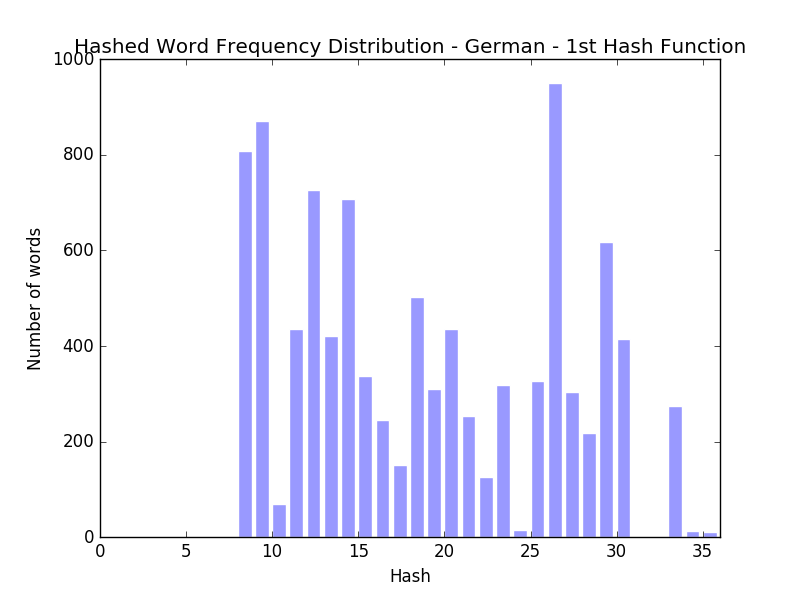 Hashed Word Frequency Distribution - German - 1st Hash Function
1000
800
600
400
200
0
Number of words
0 5 10 15 20 25 30 35
Hash